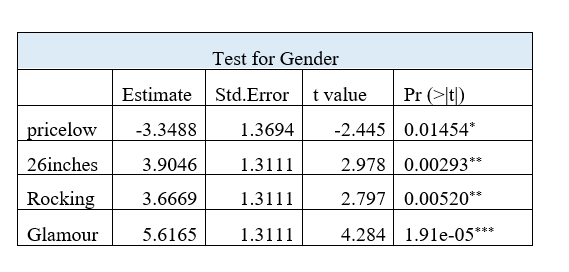 Test for Gender
Estimate Std.Error t value Pr (>|t|)
pricelow -3.3488 1.3694 -2.445 0.01454*
26inches 3.9046 1.3111 2.978 0.00293**
Rocking 3.6669 1.3111 2.797 0.00520**
Glamour 5.6165 1.3111 4.284 1.91e-05***